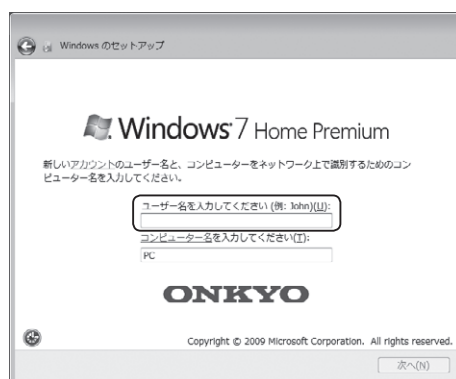 Windows のセットアップ
Windows 7 Home Premium
新しいアカウントのユーザー名と、コンピューターをネットワーク上で識別するためのコン
ピューター名を入力してください。
ユーザー名を入力してください (例: John)(U):
コンピューター名を入力してください(T):
PC
ONKYO
Copyright © 2009 Microsoft Corporation. All rights reserved.
次へ(N)